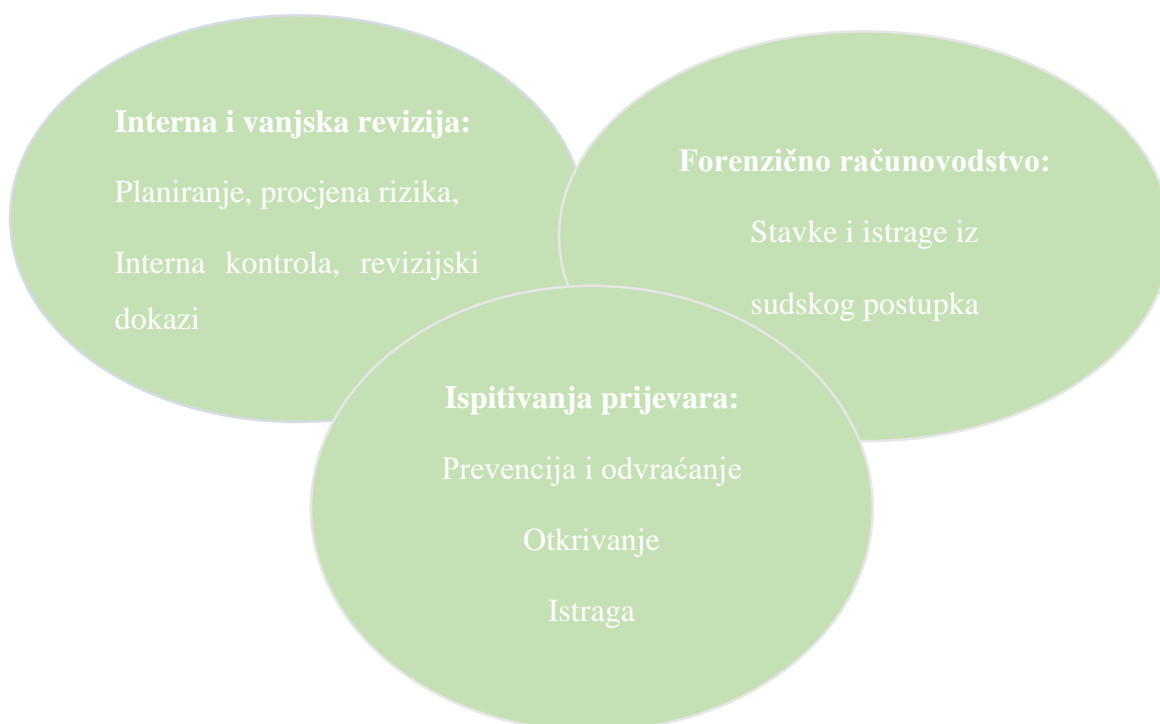 Interna i vanjska revizija:
Planiranje, procjena rizika,
Interna kontrola, revizijski
dokazi
Forenzično računovodstvo:
Stavke i istrage iz
sudskog postupka
Ispitivanja prijevara:
Prevencija i odvraćanje
Otkrivanje
Istraga